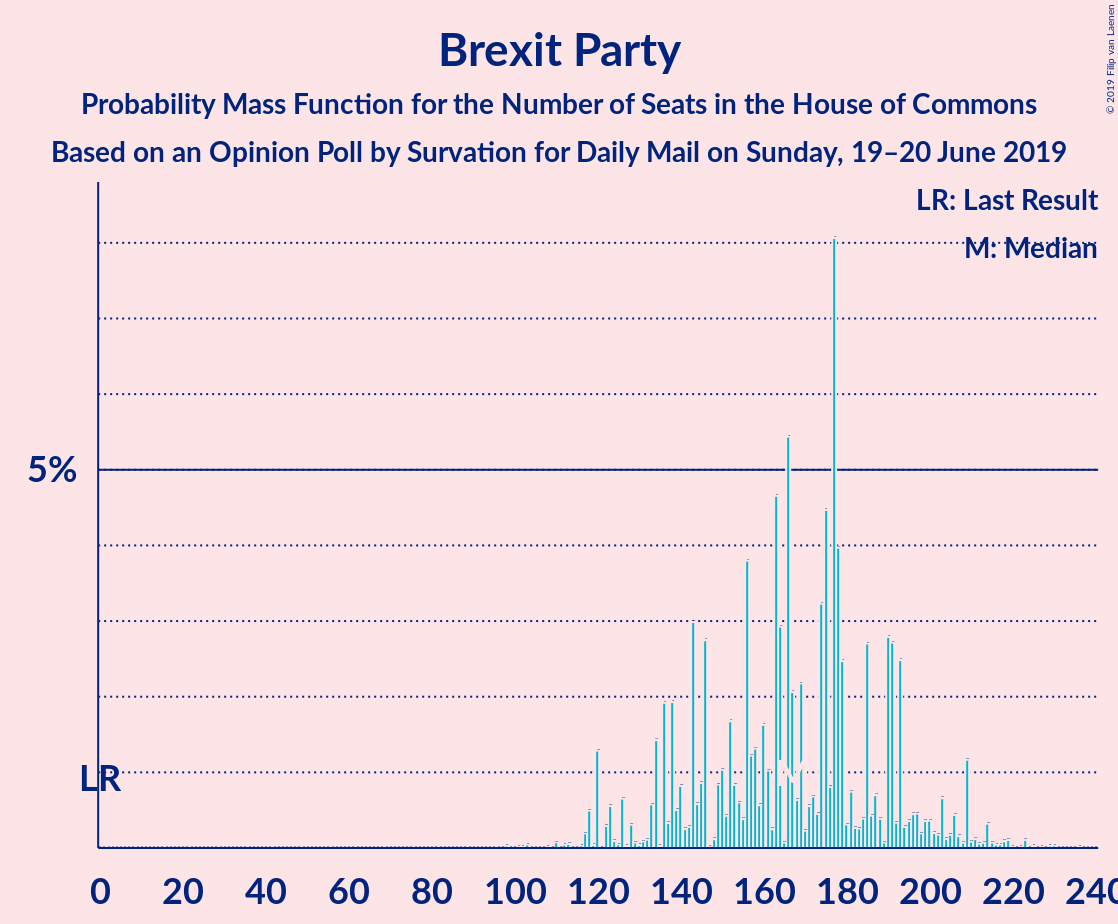 Brexit Party
Probability Mass Function for the Number of Seats in the House of Commons
Based on an Opinion Poll by Survation for Daily Mail on Sunday, 19–20 June 2019
© 2019 Filip van Laenen
LR: Last Result
M: Median
5%
LR
0 20 40 60 80 100 120 140 160 180 200 220 240